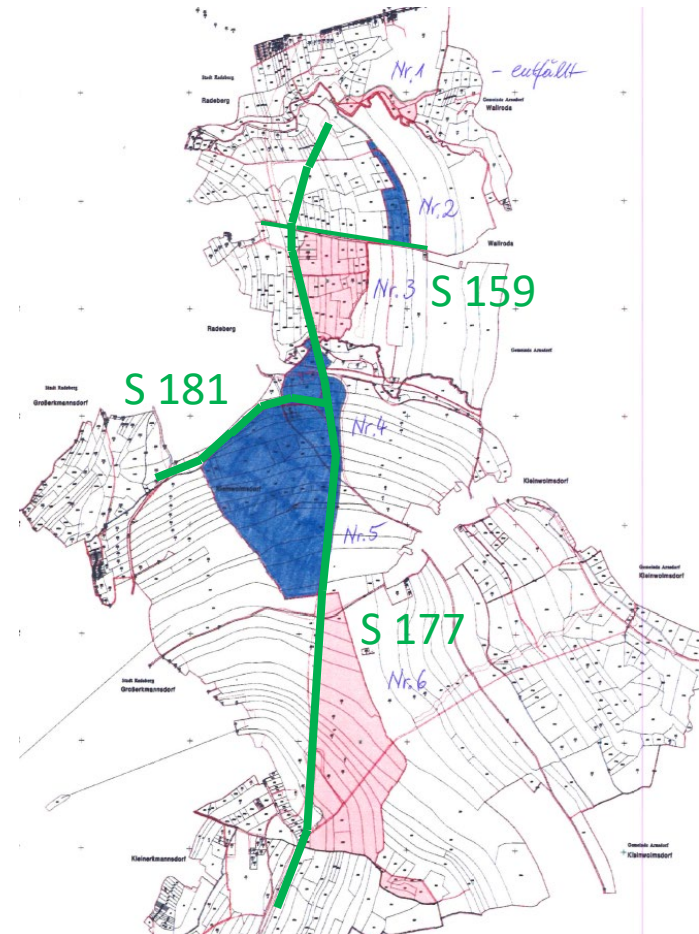 Nr. 1 - entfällt
Stadt Radeberg
Radeberg
Gemeinde Arnsdorf
Wallroda
Nr. 2
Wallroda
Nr. 3
S 159
Radeberg
Gemeinde Arnsdorf
S 181
Stadt Radeberg
Großerkmannsdorf
Nr. 4
Kleinwolmsdorf
Kleinwolmsdorf
Nr. 5
Gemeinde Arnsdorf
Kleinwolmsdorf
S 177
Nr. 6
Stadt Radeberg
Großerkmannsdorf
Kleinerkmannsdorf
Gemeinde Arnsdorf
Kleinwolmsdorf